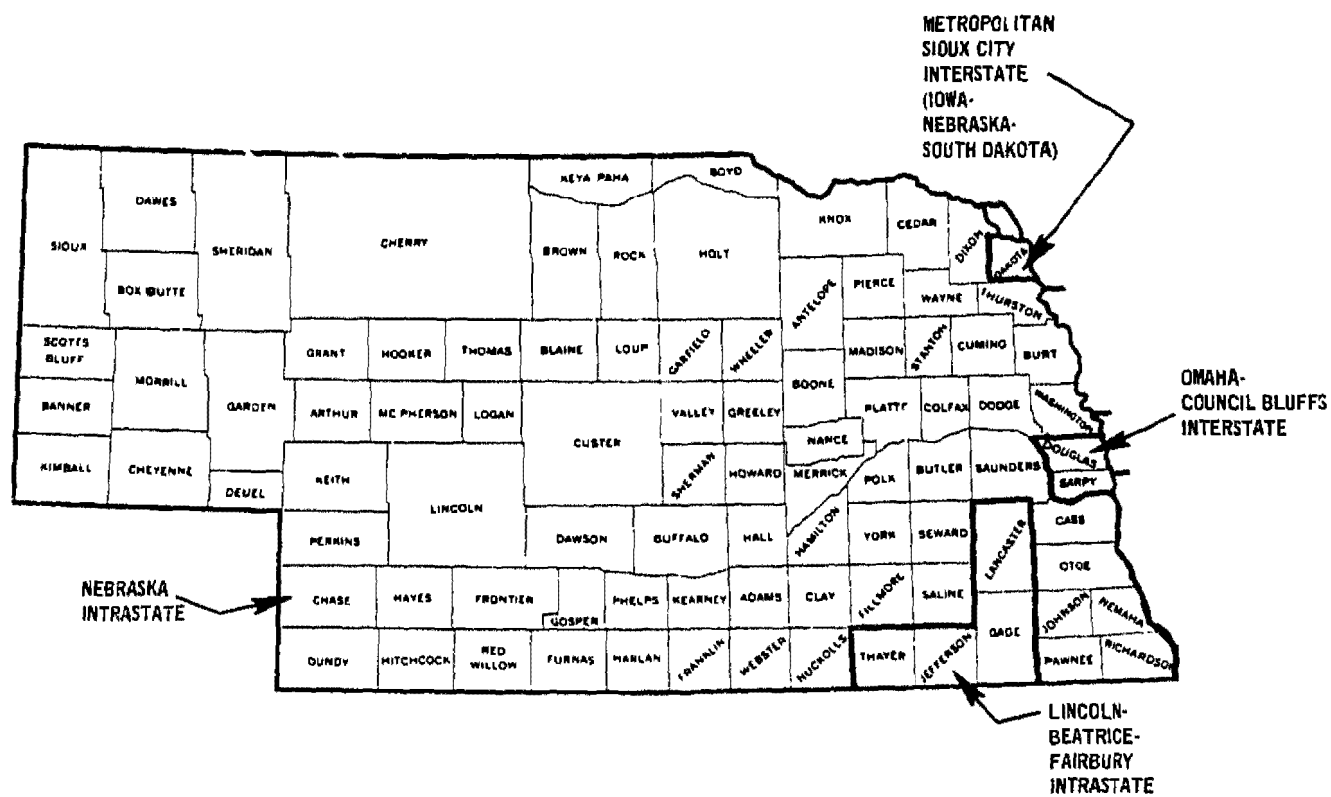 METROPOLITAN
SIOUX CITY
INTERSTATE
(IOWA-
NEBRASKA-
SOUTH DAKOTA)
KEYA PAHA
BOYD
DAWES
SIOUX
SHERIDAN
CHERRY
BROWN
ROCK
HOLT
KNOX
CEDAR
DIXON
DAKOTA
BOX BUTTE
ANTELOPE
PIERCE
WAYNE
THURSTON
SCOTTS
BLUFF
MORRILL
GRANT
HOOKER
THOMAS
BLAINE
LOUP
GARFIELD
WHEELER
MADISON
STANTON
CUMING
BURT
BOONE
BANNER
GARDEN
ARTHUR
MC PHERSON
LOGAN
CUSTER
VALLEY
GREELEY
PLATTE
COLFAX
DODGE
WASHINGTON
OMAHA-
COUNCIL BLUFFS
INTERSTATE
NANCE
DOUGLAS
KIMBALL
CHEYENNE
DEUEL
KEITH
LINCOLN
SHERMAN
HOWARD
MERRICK
POLK
BUTLER
SAUNDERS
SARPY
PERKINS
DAWSON
BUFFALO
HALL
HAMILTON
YORK
SEWARD
LANCASTER
CASS
OTOE
NEBRASKA
INTRASTATE
CHASE
HAYES
FRONTIER
GOSPER
PHELPS
KEARNEY
ADAMS
CLAY
FILLMORE
SALINE
GAGE
JOHNSON
NEMAHA
DUNDY
HITCHCOCK
RED
WILLOW
FURNAS
HARLAN
FRANKLIN
WEBSTER
NUCKOLLS
THAYER
JEFFERSON
PAWNEE
RICHARDSON
LINCOLN-
BEATRICE-
FAIRBURY
INTRASTATE